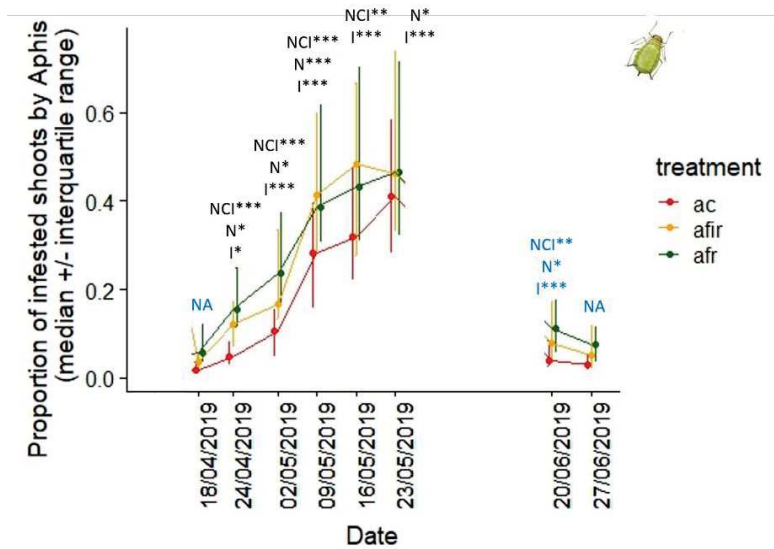 NCI** N*
I*** I***
NCI***
N***
I***
NCI***
N*
I***
NCI***
N*
I*
NA
NCI**
N*
I***
NA
Proportion of infested shoots by Aphis
(median +/- interquartile range)
0.6
0.4
0.2
0.0
18/04/2019
24/04/2019
02/05/2019
09/05/2019
16/05/2019
23/05/2019
20/06/2019
27/06/2019
Date
treatment
ac
afir
afr